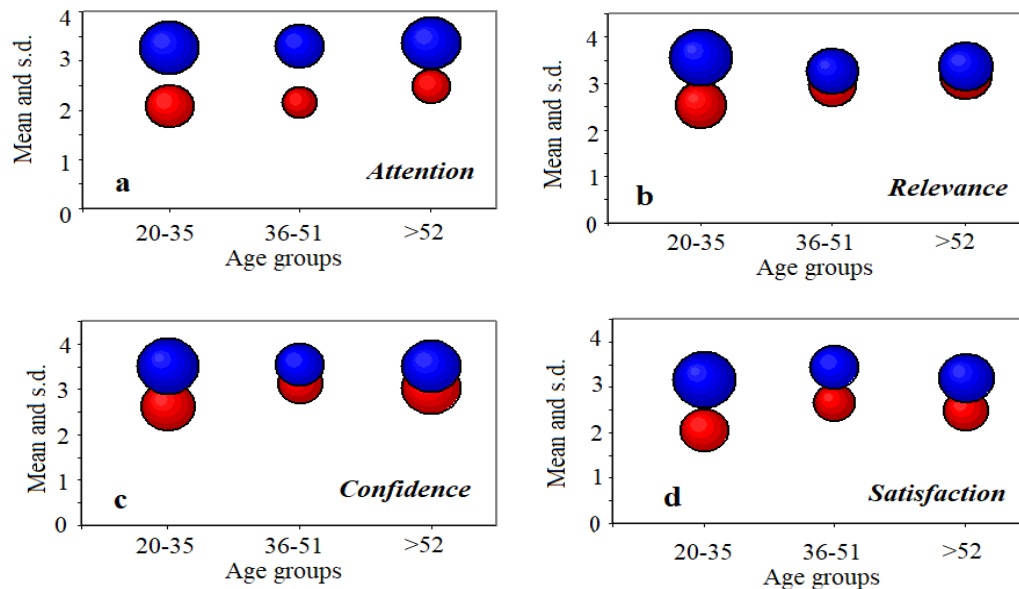 Mean and s.d.
4
3
2
1
0
a
Attention
20-35 36-51 >52
Age groups
Mean and s.d.
4
3
2
1
0
b
Relevance
20-35 36-51 >52
Age groups
Mean and s.d.
4
3
2
1
0
c
Confidence
20-35 36-51 >52
Age groups
Mean and s.d.
4
3
2
1
0
d
Satisfaction
20-35 36-51 >52
Age groups